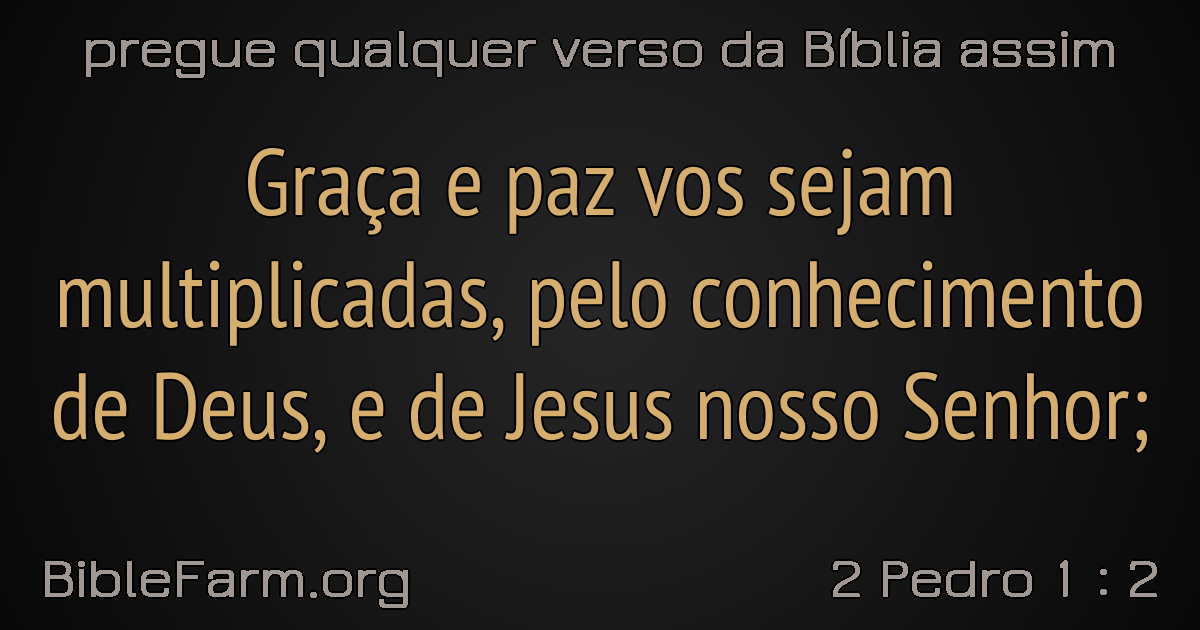 pregue qualquer verso da Bíblia assim
Graça e paz vos sejam
multiplicadas, pelo conhecimento
de Deus, e de Jesus nosso Senhor;
BibleFarm.org
2 Pedro 1 : 2